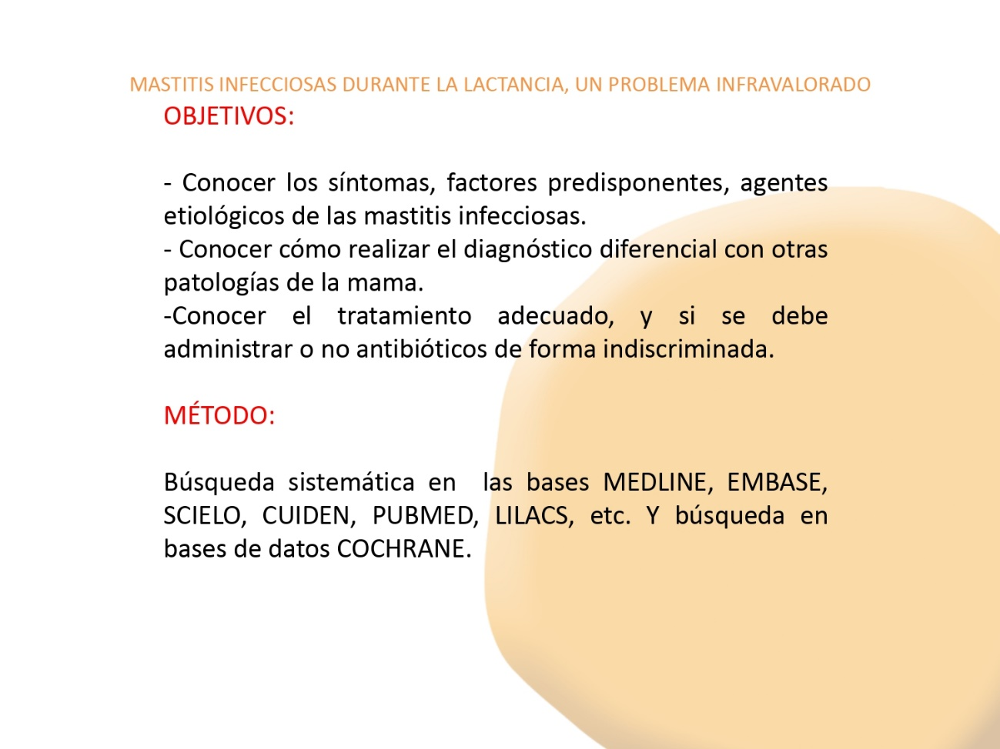 MASTITIS INFECCIOSAS DURANTE LA LACTANCIA, UN PROBLEMA INFRAVALORADO
OBJETIVOS:
- Conocer los síntomas, factores predisponentes, agentes
etiológicos de las mastitis infecciosas.
- Conocer cómo realizar el diagnóstico diferencial con otras
patologías de la mama.
-Conocer el tratamiento adecuado, y si se debe
administrar o no antibióticos de forma indiscriminada.
MÉTODO:
Búsqueda sistemática en las bases MEDLINE, EMBASE,
SCIELO, CUIDEN, PUBMED, LILACS, etc. Y búsqueda en
bases de datos COCHRANE.